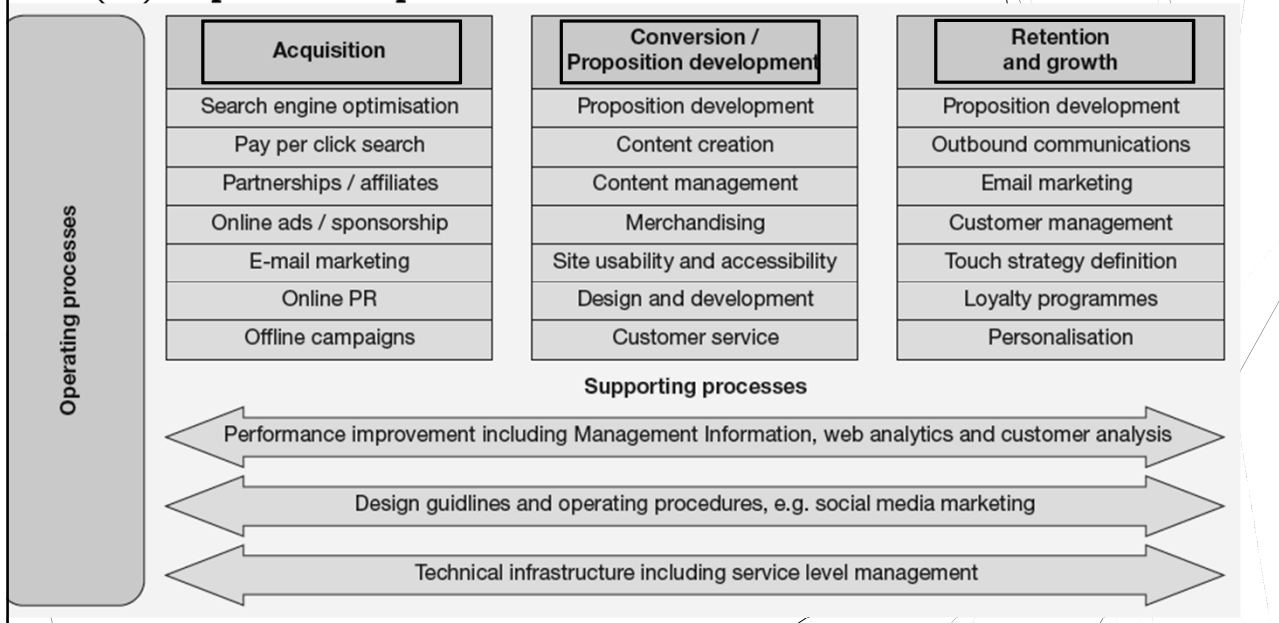 Operating processes
Acquisition
Search engine optimisation
Pay per click search
Partnerships / affiliates
Online ads / sponsorship
E-mail marketing
Online PR
Offline campaigns
Conversion /
Proposition development
Proposition development
Content creation
Content management
Merchandising
Site usability and accessibility
Design and development
Customer service
Retention
and growth
Proposition development
Outbound communications
Email marketing
Customer management
Touch strategy definition
Loyalty programmes
Personalisation
Supporting processes
Performance improvement including Management Information, web analytics and customer analysis
Design guidlines and operating procedures, e.g. social media marketing
Technical infrastructure including service level management